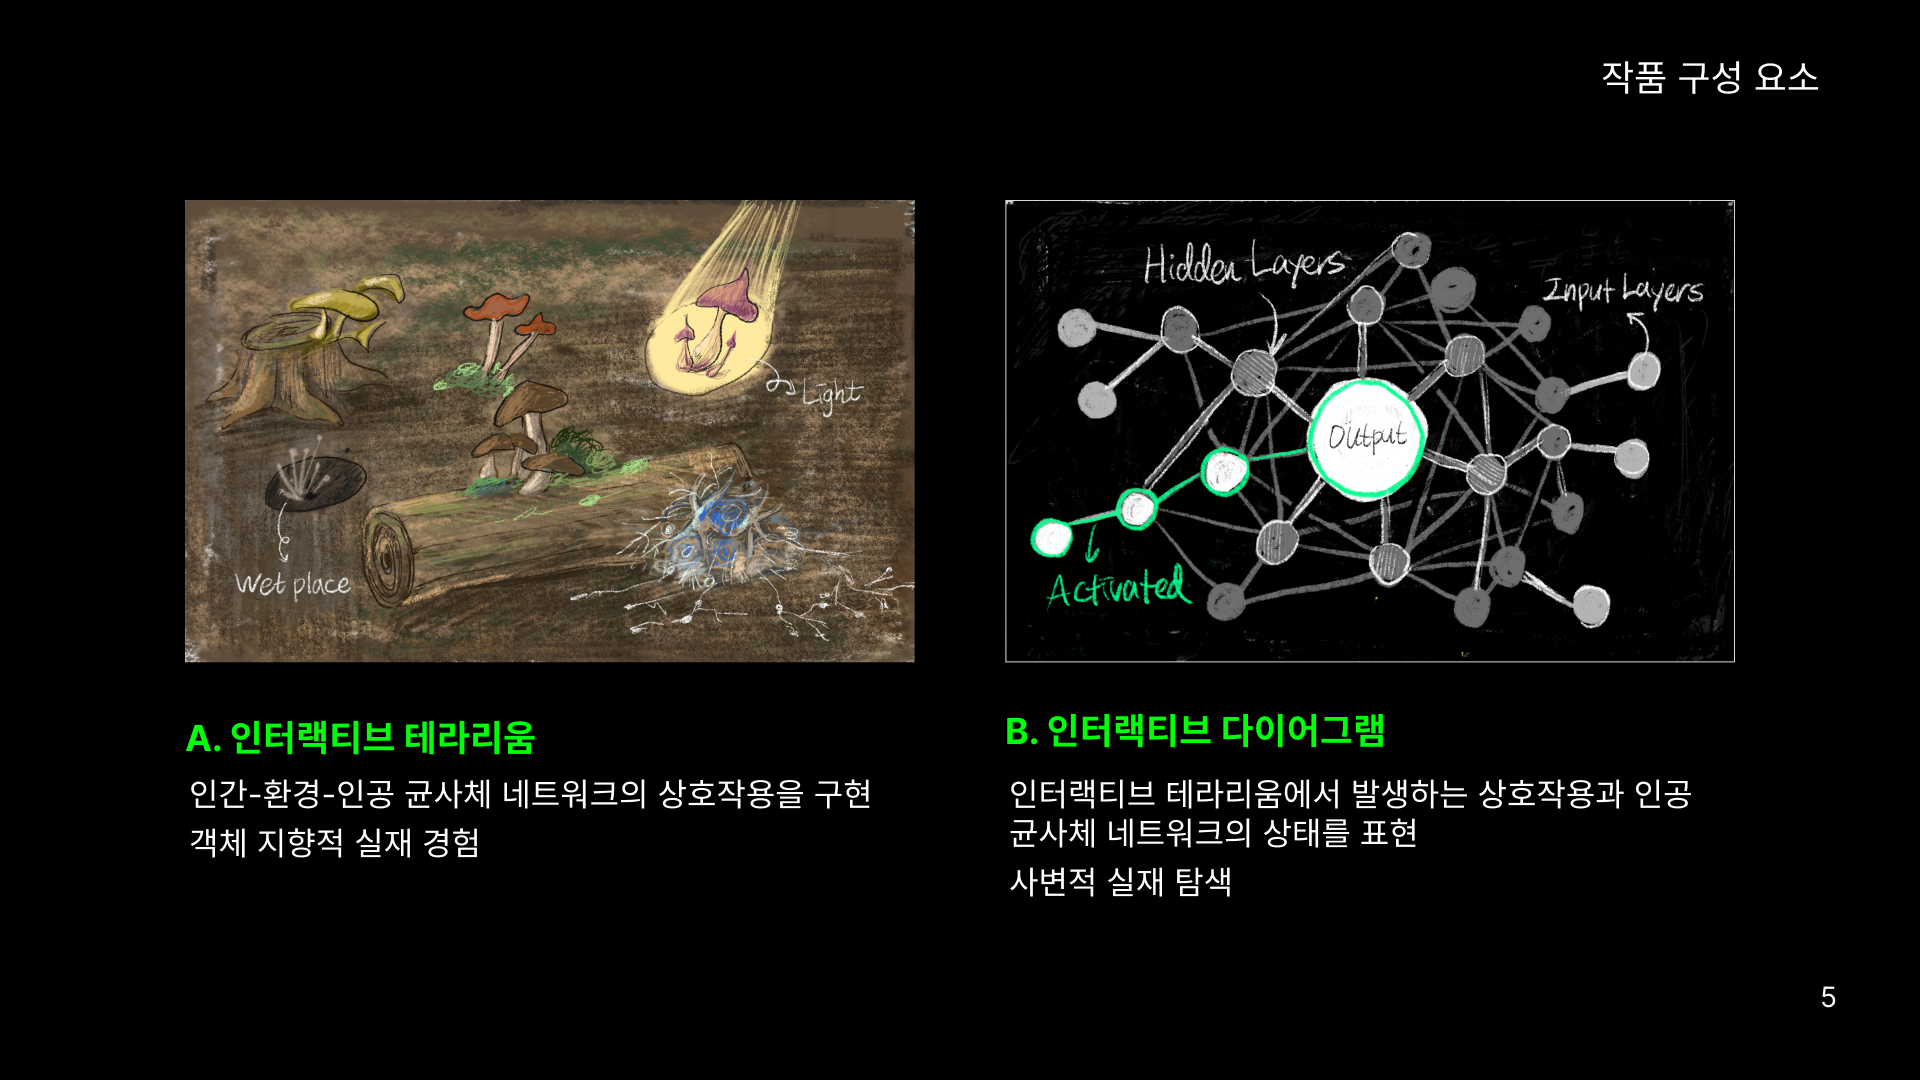 작품 구성 요소
Light
Wet place
Hidden Layers
Input Layers
Output
Activated
A. 인터랙티브 테라리움
인간-환경-인공 균사체 네트워크의 상호작용을 구현
객체 지향적 실재 경험
B. 인터랙티브 다이어그램
인터랙티브 테라리움에서 발생하는 상호작용과 인공
균사체 네트워크의 상태를 표현
사변적 실재 탐색
5